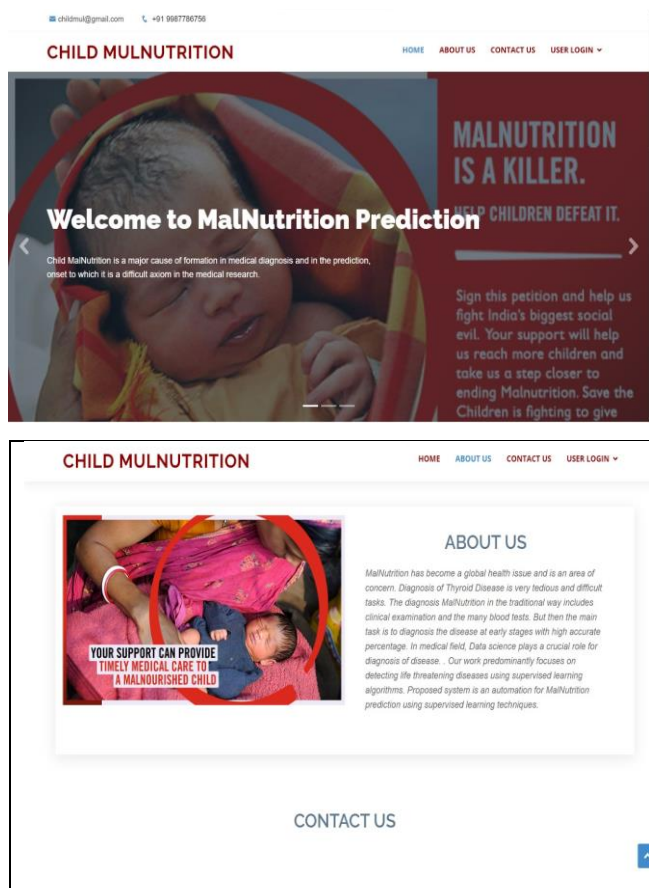 childmul@gmail.com +91 9987786756
CHILD MULNUTRITION
HOME ABOUT US CONTACT US USER LOGIN
MALNUTRITION
IS A KILLER.
HELP CHILDREN DEFEAT IT.
Welcome to MalNutrition Prediction
Child MalNutrition is a major cause of formation in medical diagnosis and in the prediction,
onset to which it is a difficult axiom in the medical research.
Sign this petition and help us
fight India's biggest social
evil. Your support will help
us reach more children and
take us a step closer to
ending Malnutrition. Save the
Children is fighting to give
CHILD MULNUTRITION
HOME ABOUT US CONTACT US USER LOGIN
YOUR SUPPORT CAN PROVIDE
TIMELY MEDICAL CARE TO
A MALNOURISHED CHILD
ABOUT US
MalNutrition has become a global health issue and is an area of
concern. Diagnosis of Thyroid Disease is very tedious and difficult
tasks. The diagnosis MalNutrition in the traditional way includes
clinical examination and the many blood tests. But then the main
task is to diagnosis the disease at early stages with high accurate
percentage. In medical field, Data science plays a crucial role for
diagnosis of disease. . Our work predominantly focuses on
detecting life threatening diseases using supervised learning
algorithms. Proposed system is an automation for MalNutrition
prediction using supervised learning techniques.
CONTACT US